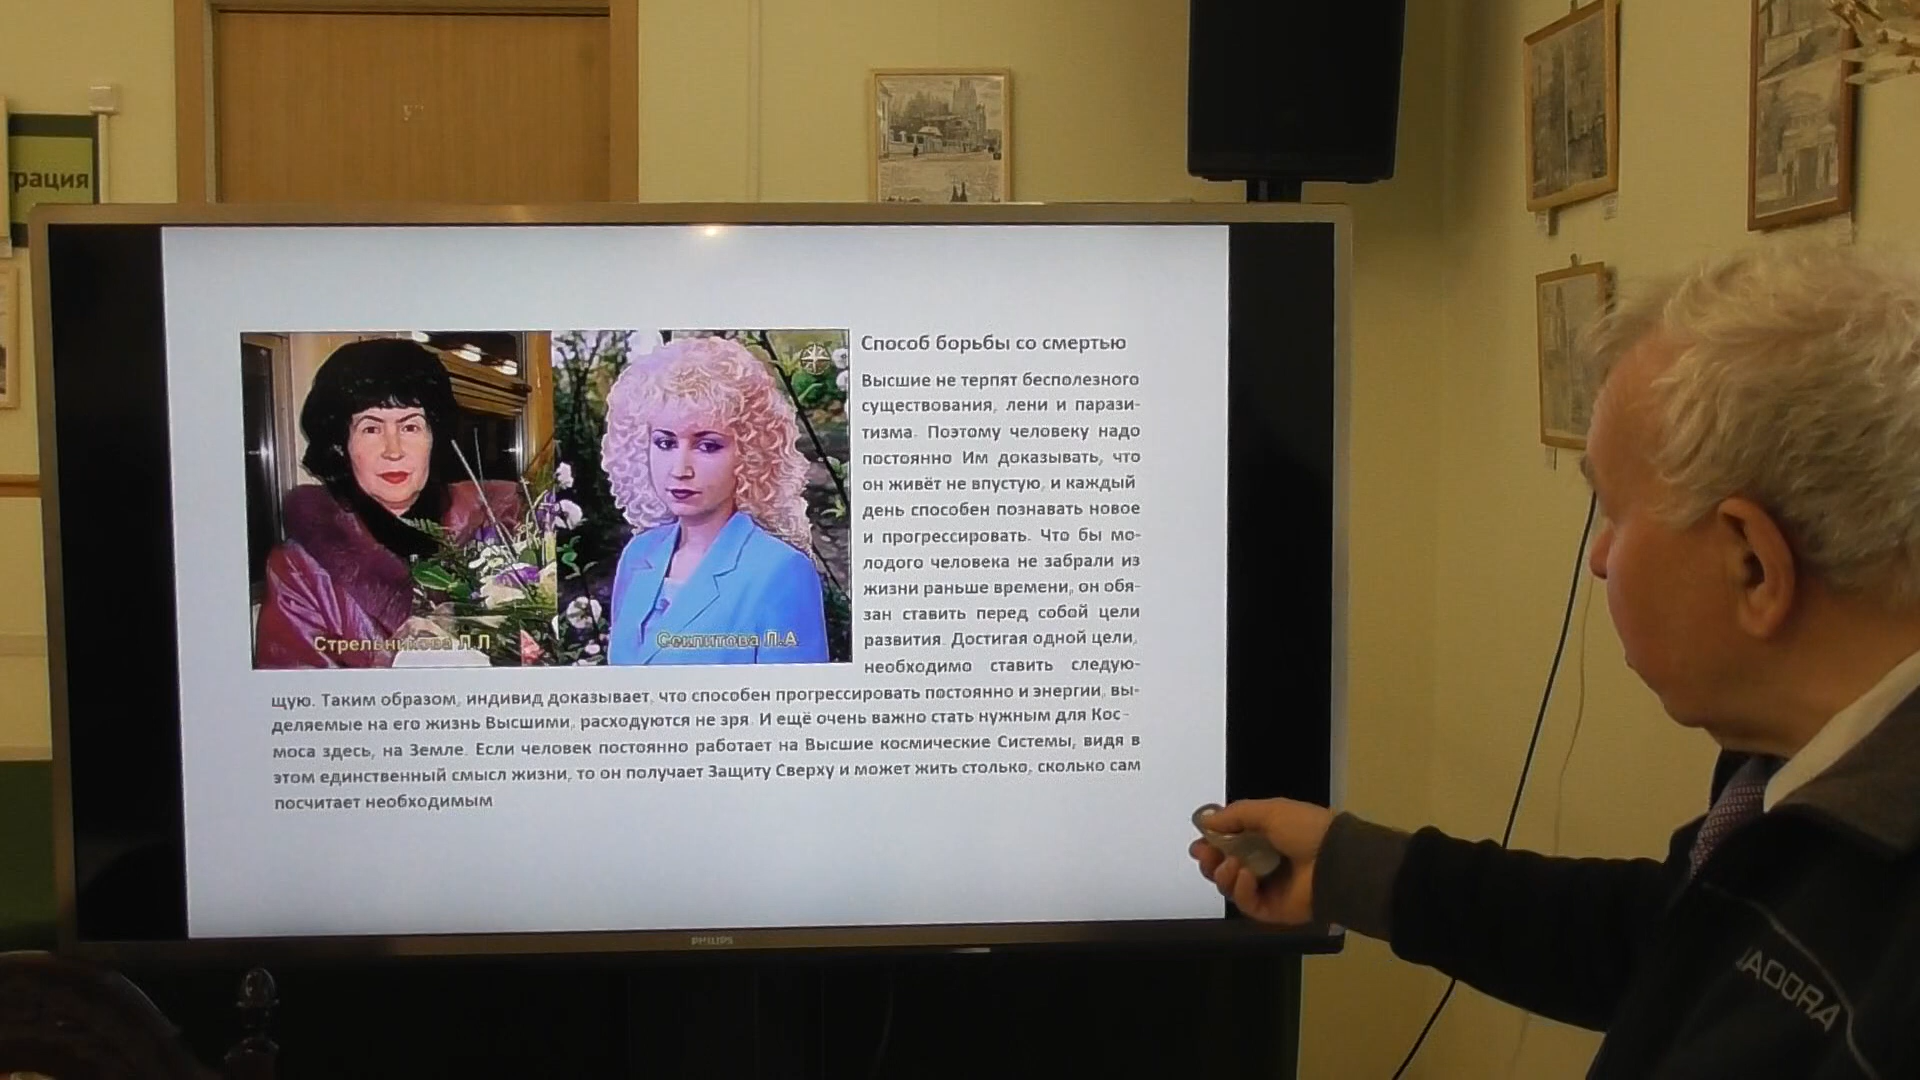 рация
Способ борьбы со смертью
Высшие не терпят бесполезного
существования, лени и парази-
тизма. Поэтому человеку надо
постоянно Им доказывать, что
он живёт не впустую, и каждый
день способен познавать новое
и прогрессировать. Что бы мо-
лодого человека не забрали из
жизни раньше времени, он обя-
зан ставить перед собой цели
развития. Достигая одной цели,
необходимо ставить следую-
щую. Таким образом, индивид доказывает, что способен прогрессировать постоянно и энергии, вы-
деляемые на его жизнь Высшими, расходуются не зря. И ещё очень важно стать нужным для Кос-
моса здесь, на Земле. Если человек постоянно работает на Высшие космические Системы, видя в
этом единственный смысл жизни, то он получает Защиту Сверху и может жить столько, сколько сам
посчитает необходимым
Стрельникова Л.Л.
Секлитова Л.А.
PHILIPS
IADORA